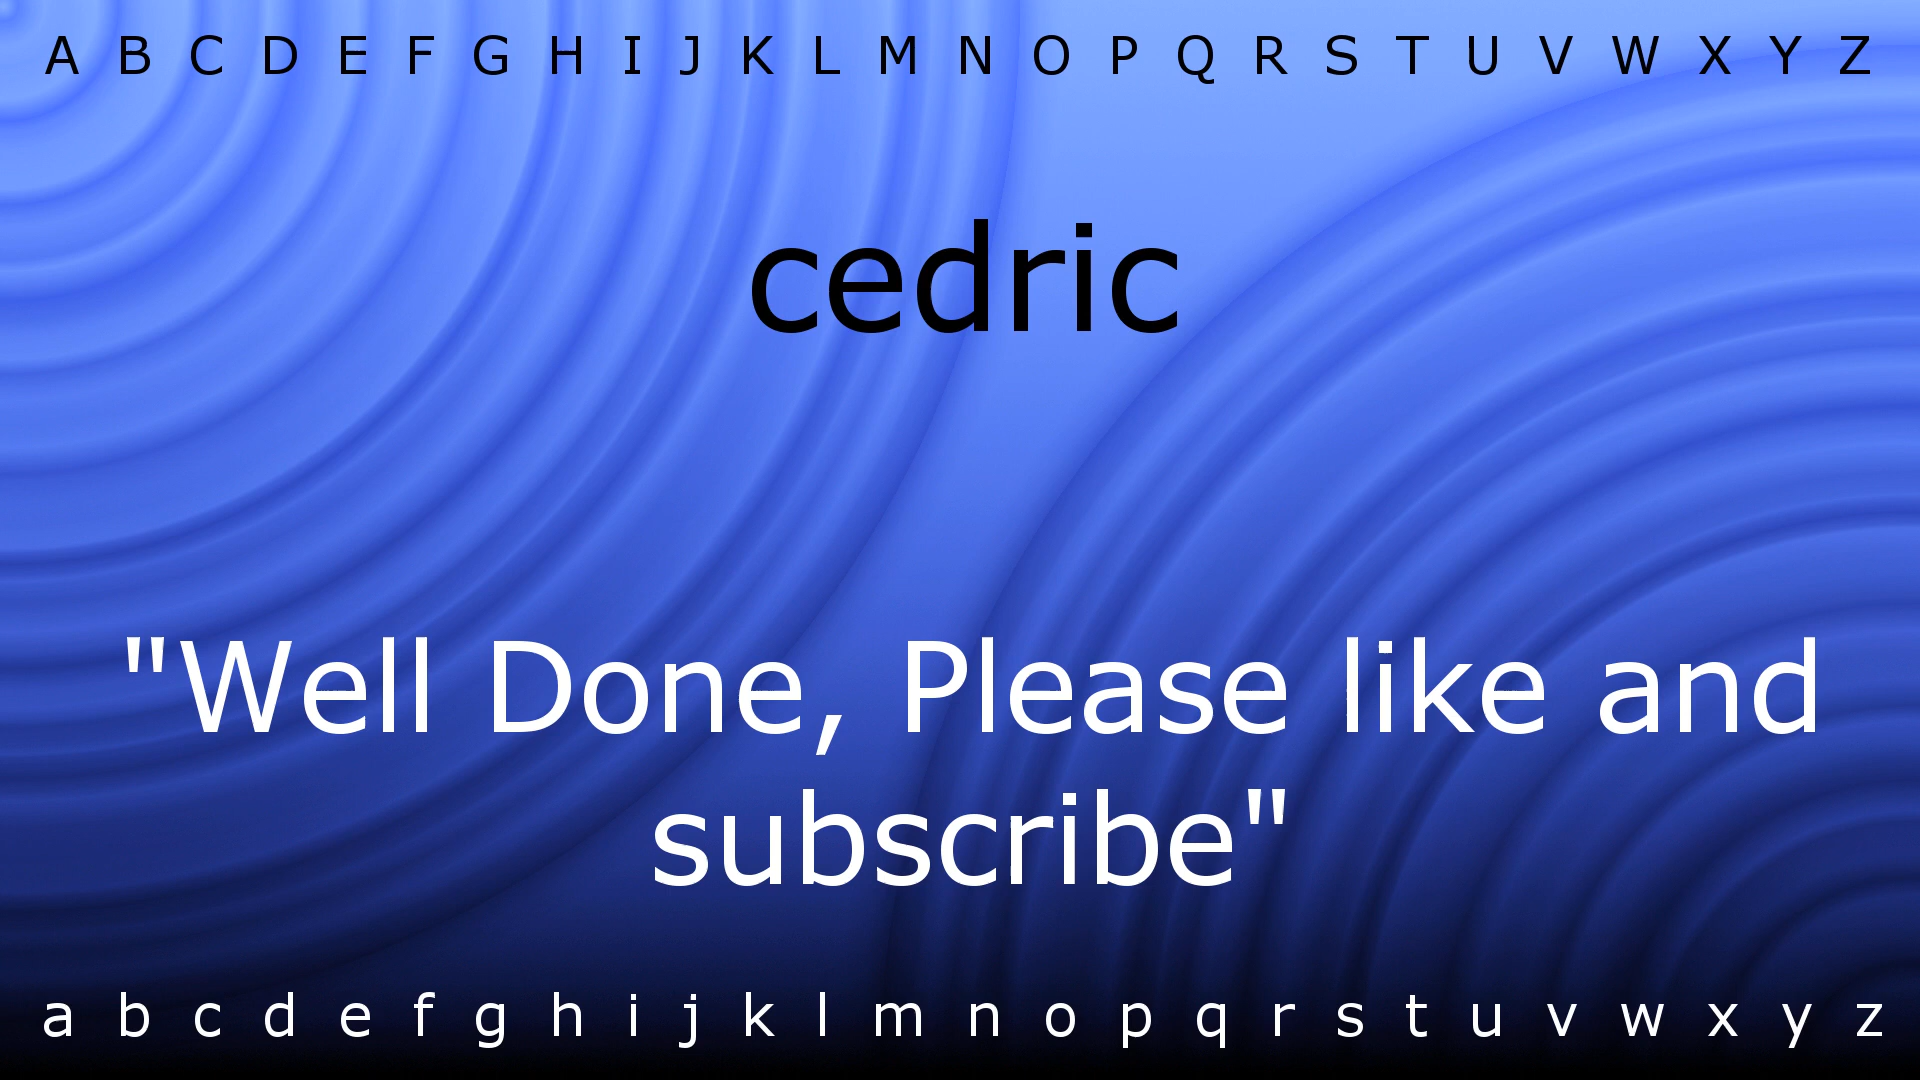 A B C D E F G H I J K L M N O P Q R S T U V W X Y Z
cedric
"Well Done, Please like and
subscribe"
a b c d e f g h i j k l m n o p q r s t u v w x y z